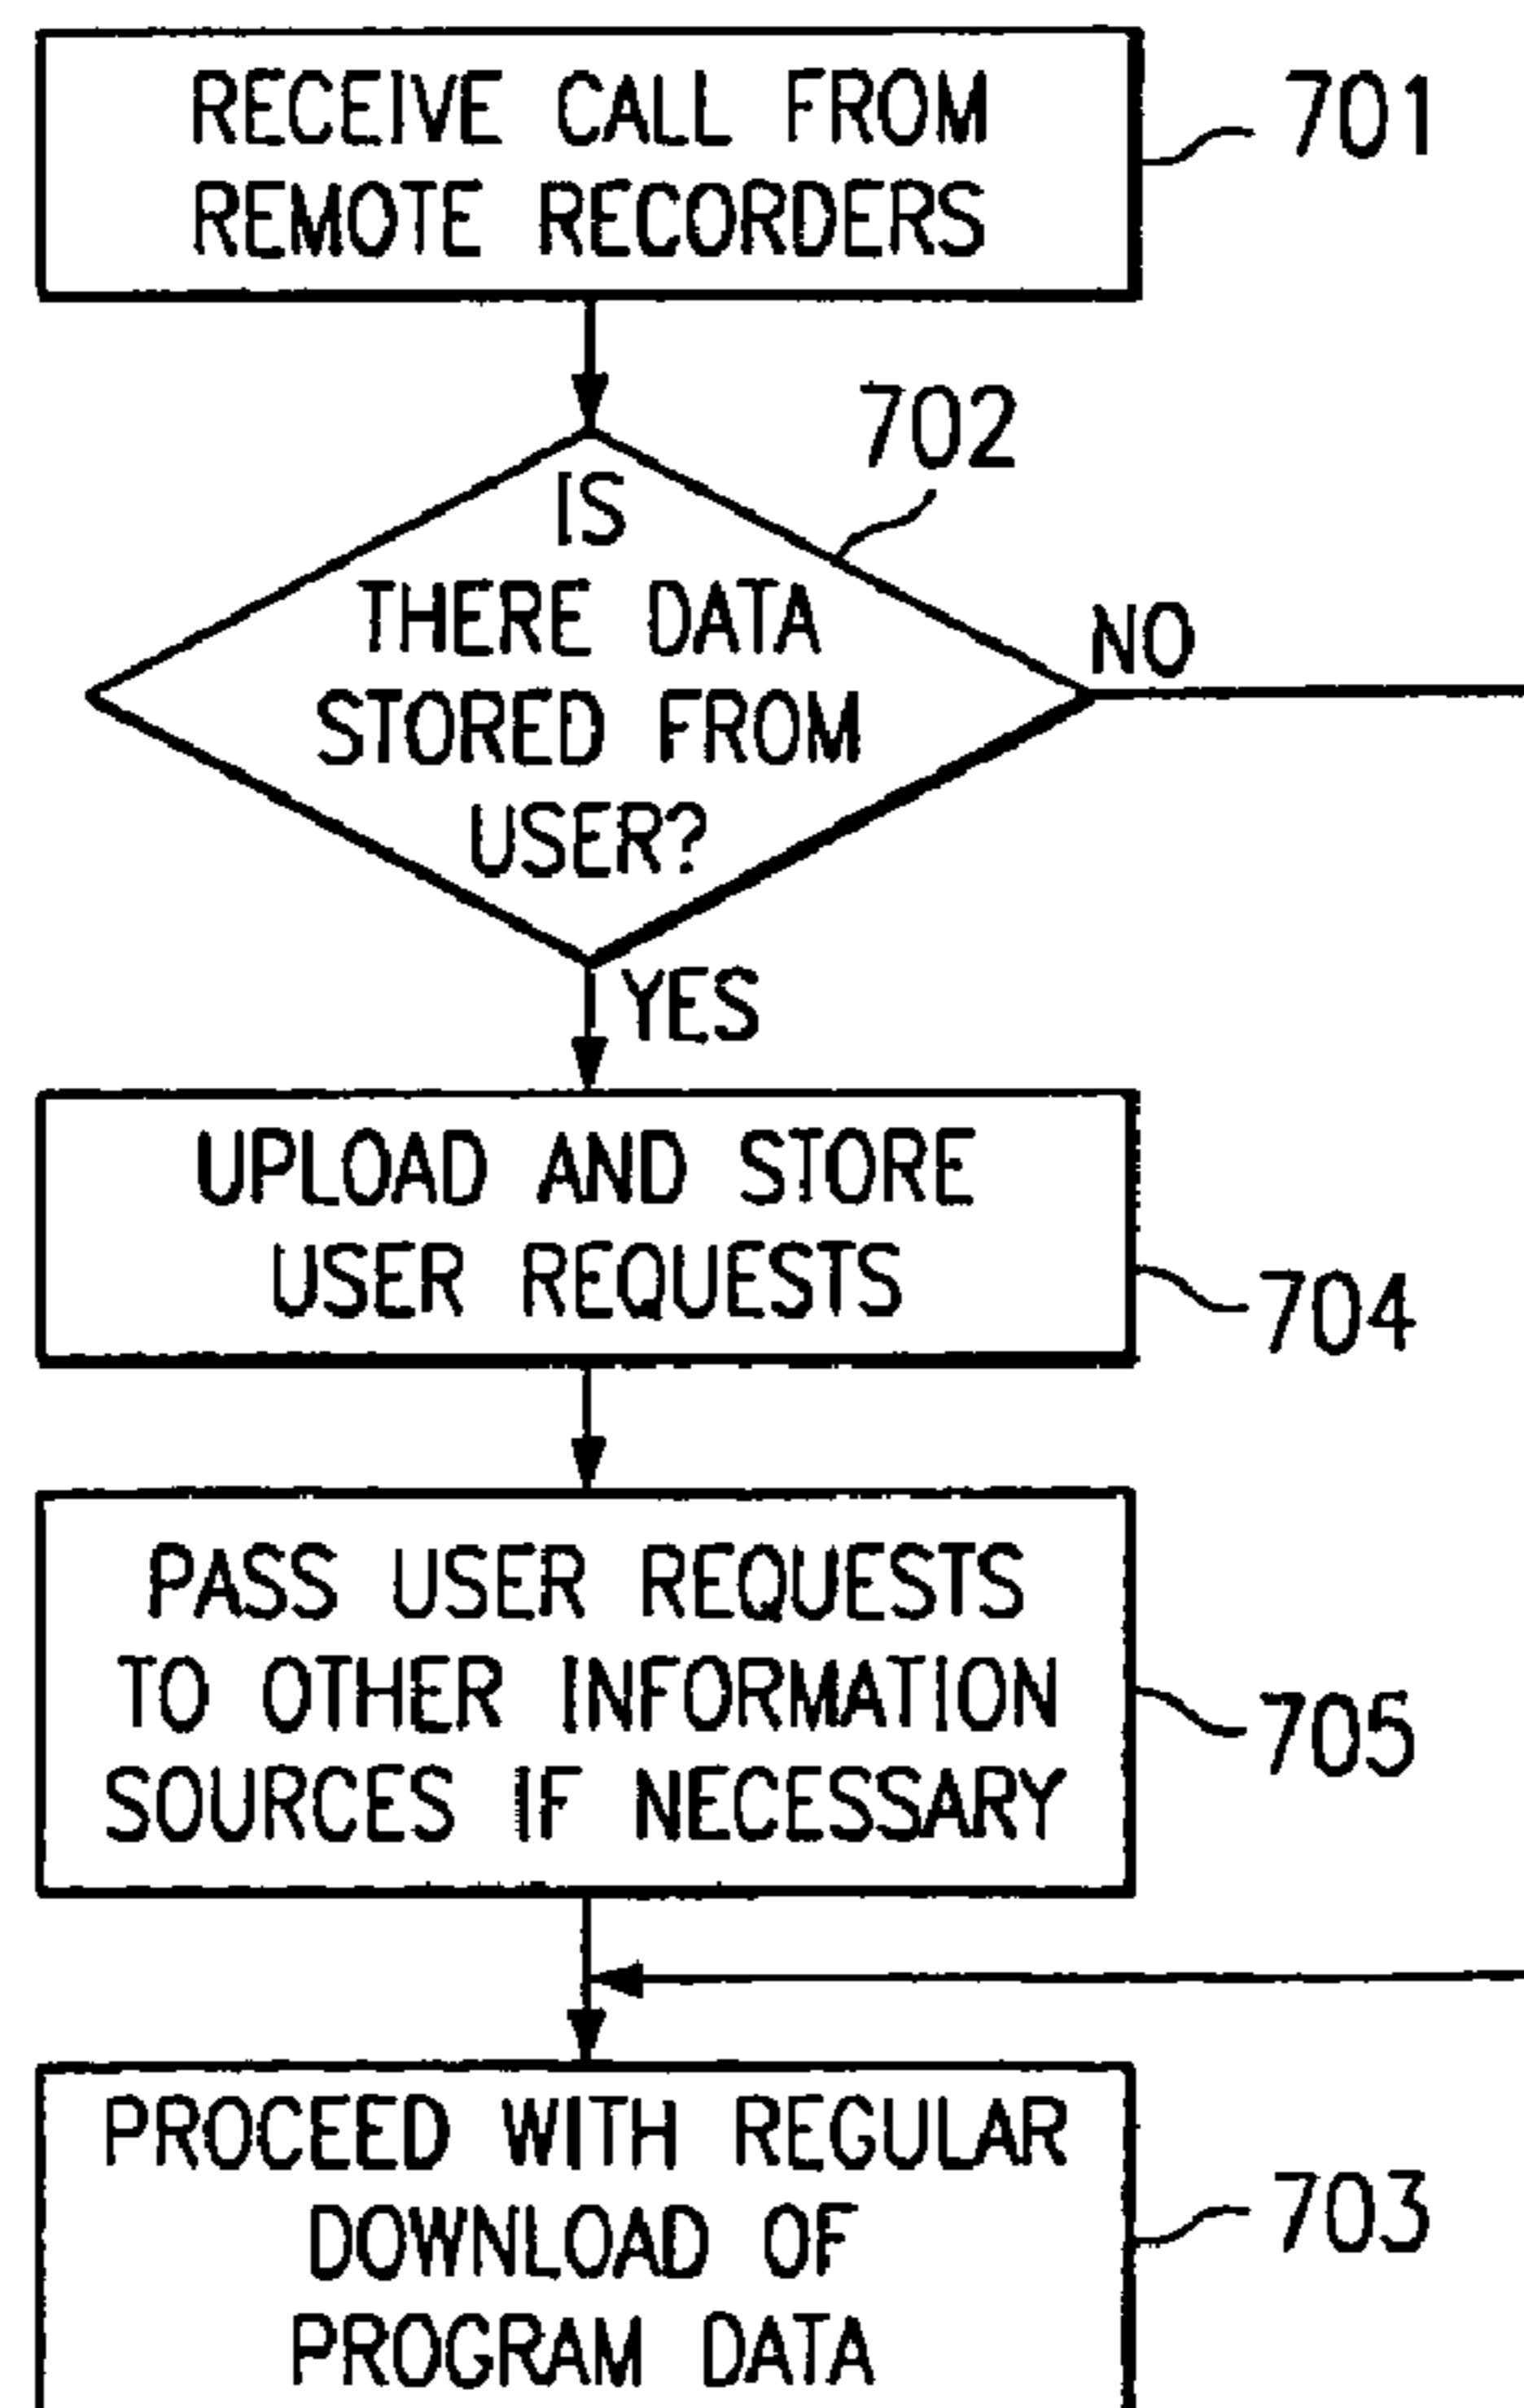 RECEIVE CALL FROM
REMOTE RECORDERS
701
702
IS
THERE DATA
STORED FROM
USER?
NO
YES
UPLOAD AND STORE
USER REQUESTS
704
PASS USER REQUESTS
TO OTHER INFORMATION
SOURCES IF NECESSARY
705
PROCEED WITH REGULAR
DOWNLOAD OF
PROGRAM DATA
703